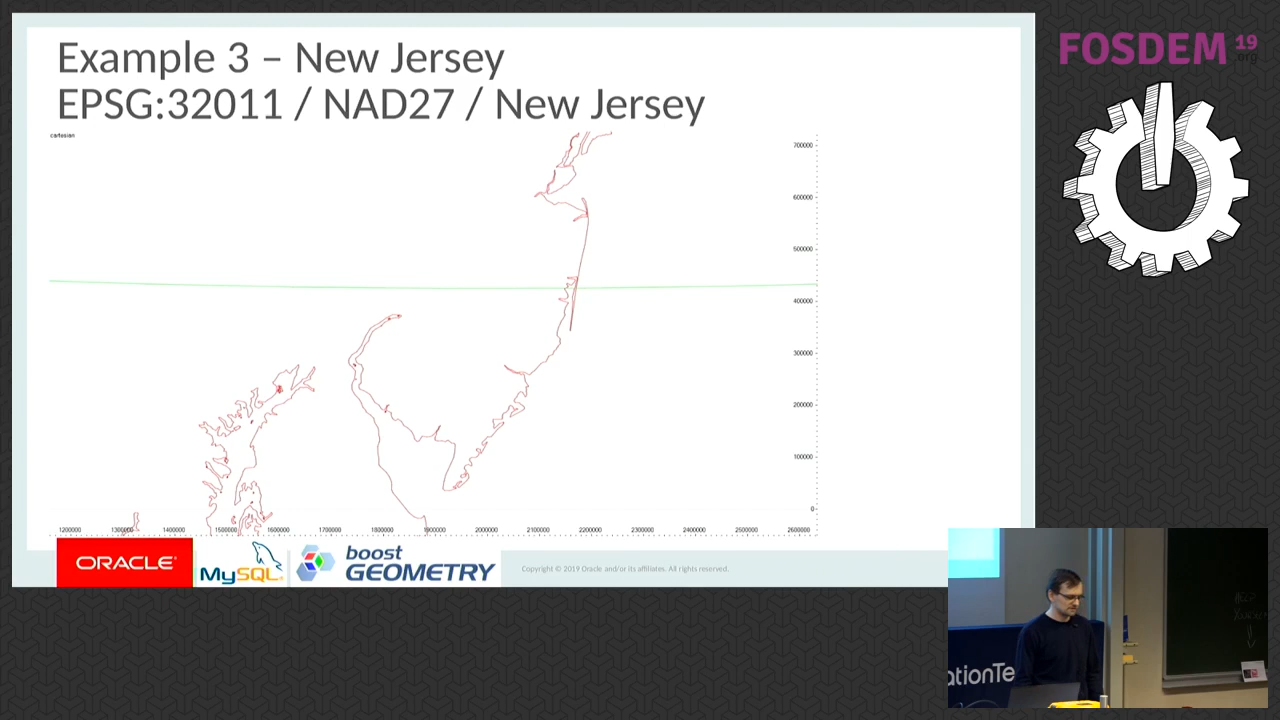 Example 3 – New Jersey
EPSG:32011 / NAD27 / New Jersey
cartesian
700000
600000
500000
400000
300000
200000
100000
0
1200000 1300000 1400000 1500000 1600000 1700000 1800000 1900000 2000000 2100000 2200000 2300000 2400000 2500000 2600000
ORACLE
MySQL
boost
GEOMETRY
Copyright © 2019 Oracle and/or its affiliates. All rights reserved.
FOSDEM 19
.org
ationTe
HELP